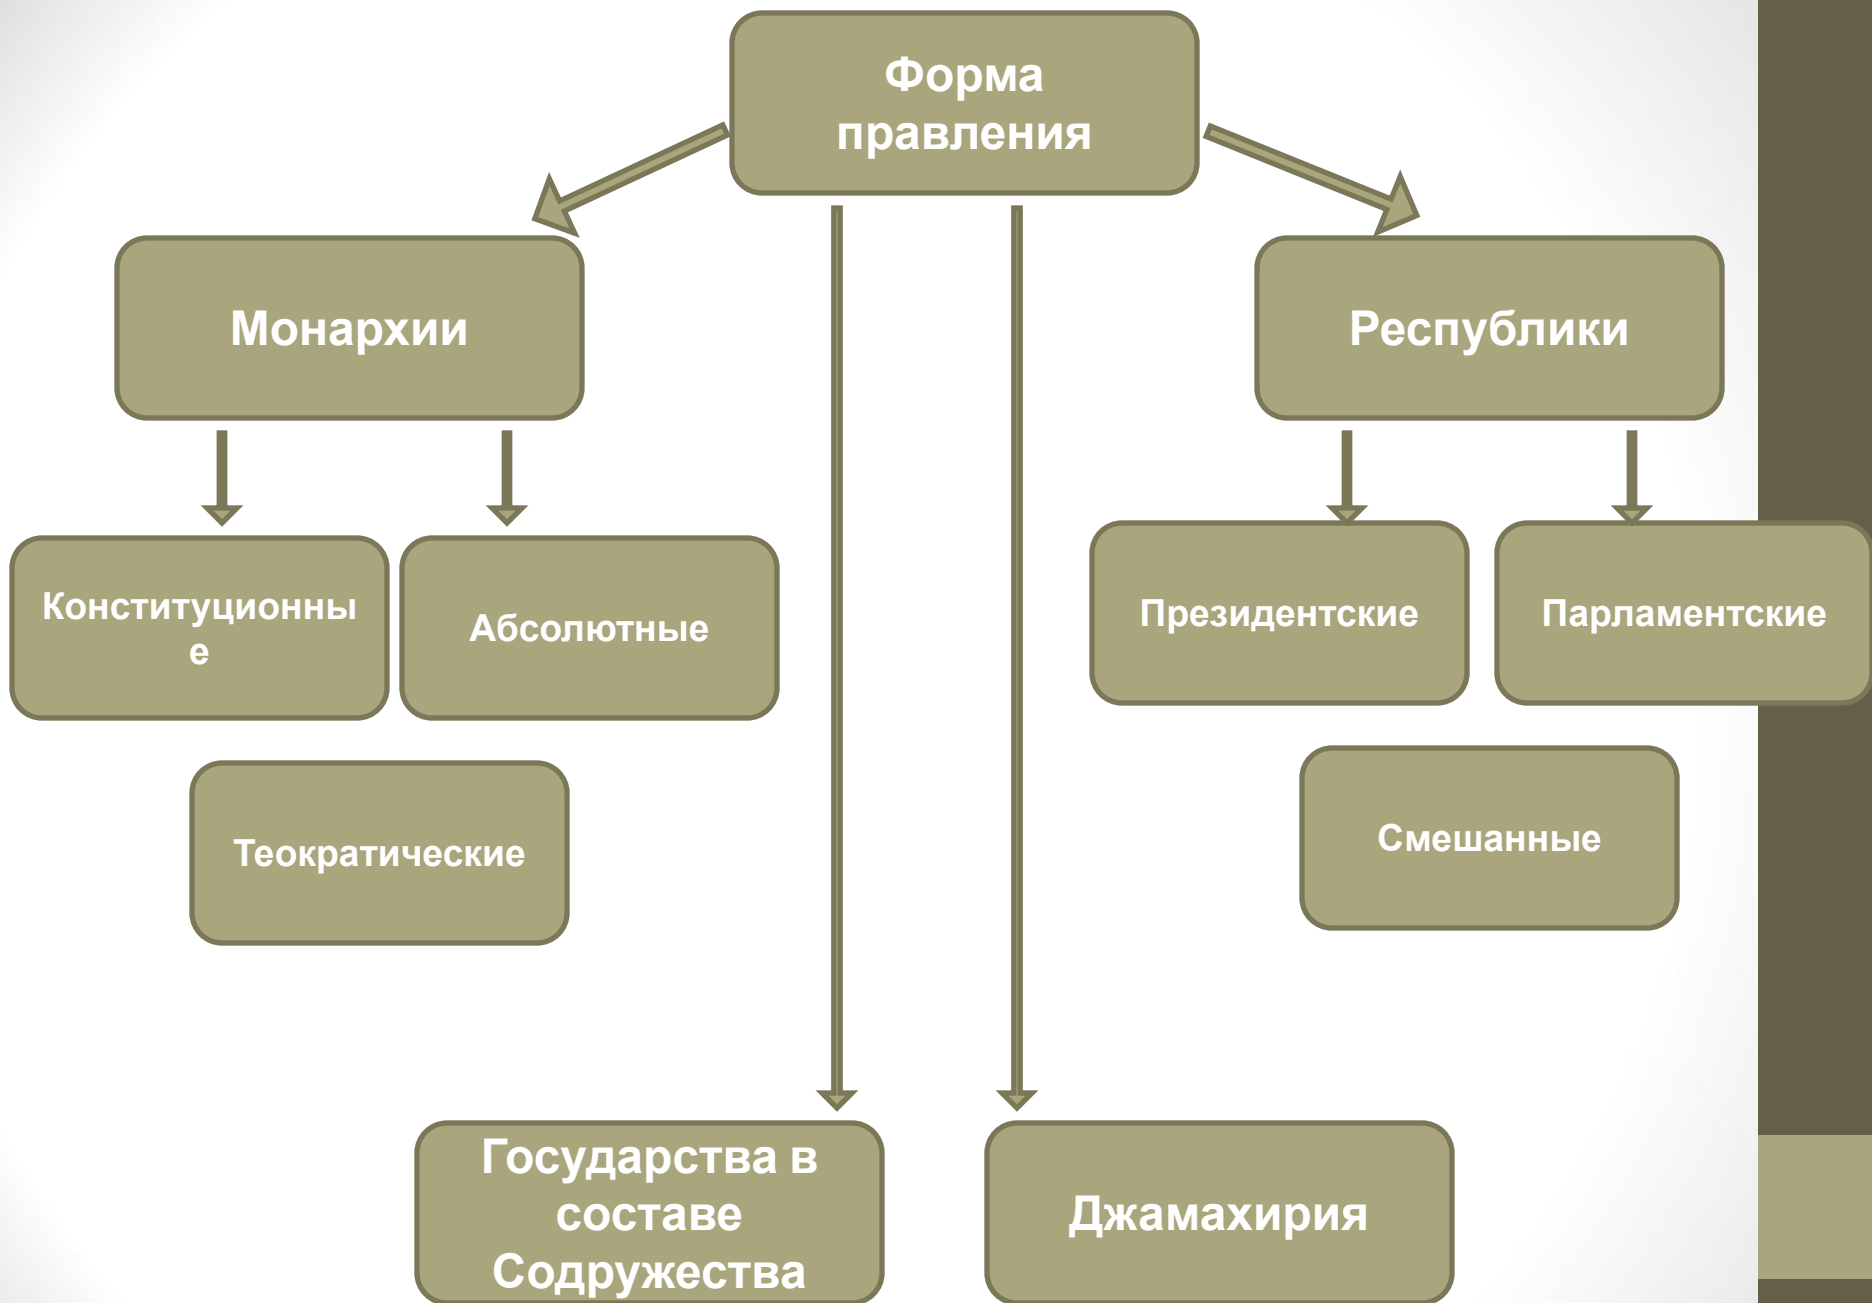 Форма
правления
Монархии
Республики
Конституционны
е
Абсолютные
Президентские
Парламентские
Теократические
Смешанные
Государства в
составе
Содружества
Джамахирия